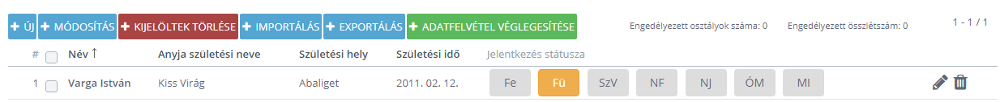 + ÚJ + MÓDOSÍTÁS + KIJELÖLTEK TÖRLÉSE + IMPORTÁLÁS + EXPORTÁLÁS + ADATFELVÉTEL VÉGLEGESÍTÉSE Engedélyezett osztályok száma: 0 Engedélyezett összlétszám: 0 1 - 1 / 1
# Név ↑ Anyja születési neve Születési hely Születési idő Jelentkezés státusza
1 Varga István Kiss Virág Abaliget 2011. 02. 12. Fe Fü SzV NF NJ ÓM MI